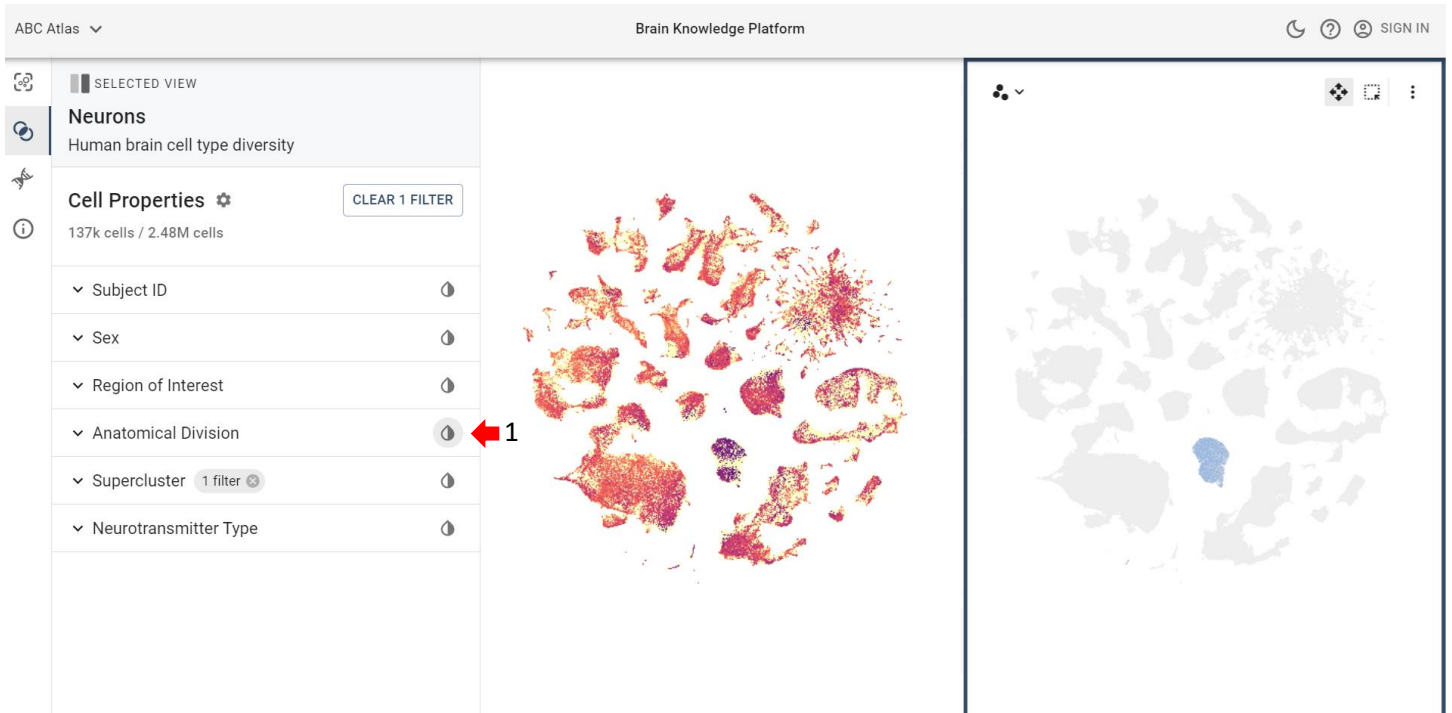 ABC Atlas
Brain Knowledge Platform
SIGN IN
SELECTED VIEW
Neurons
Human brain cell type diversity
Cell Properties
CLEAR 1 FILTER
137k cells / 2.48M cells
Subject ID
Sex
Region of Interest
Anatomical Division
1
Supercluster 1 filter
Neurotransmitter Type